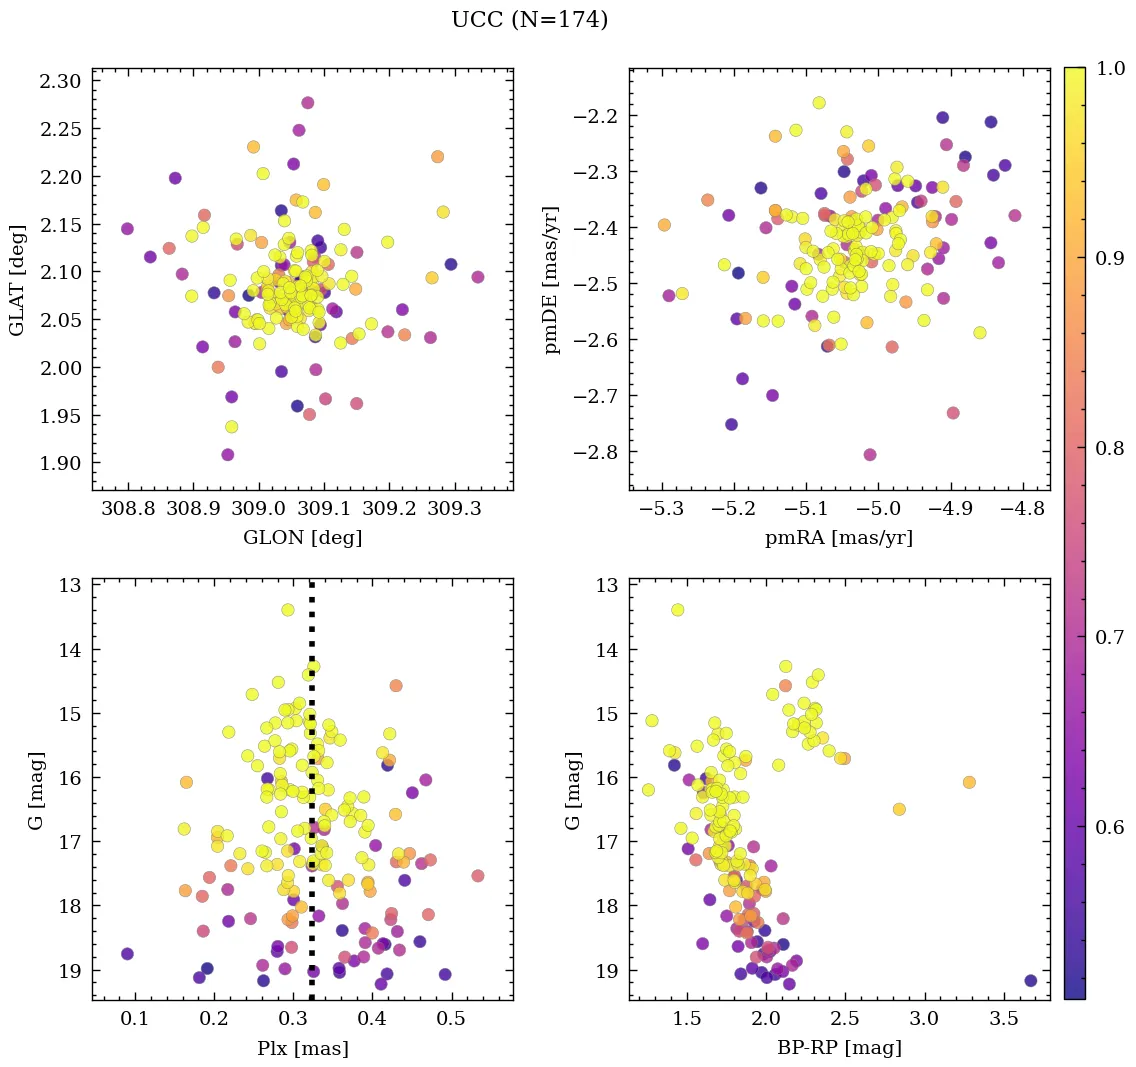 UCC (N=174)
2.30
2.25
2.20
2.15
2.10
2.05
2.00
1.95
1.90
GLAT [deg]
308.8 308.9 309.0 309.1 309.2 309.3
GLON [deg]
−2.2
−2.3
−2.4
−2.5
−2.6
−2.7
−2.8
pmDE [mas/yr]
−5.3 −5.2 −5.1 −5.0 −4.9 −4.8
pmRA [mas/yr]
1.0
0.9
0.8
0.7
0.6
13
14
15
16
17
18
19
G [mag]
0.1 0.2 0.3 0.4 0.5
Plx [mas]
13
14
15
16
17
18
19
G [mag]
1.5 2.0 2.5 3.0 3.5
BP-RP [mag]